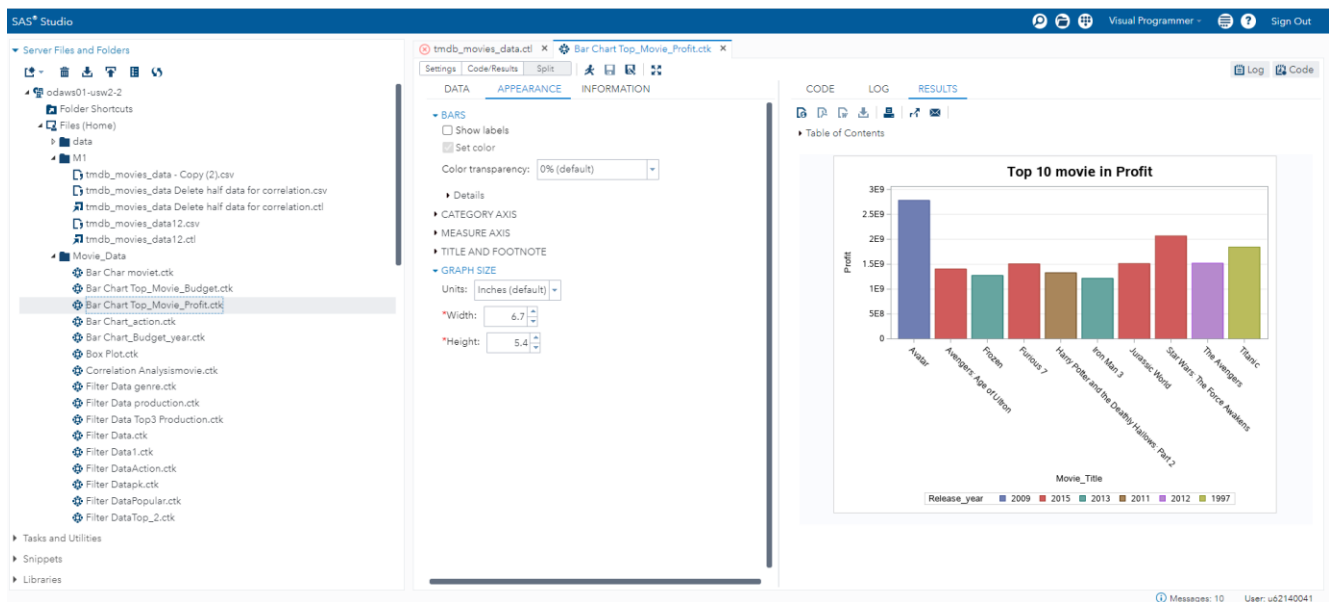 SAS® Studio
Visual Programmer
Sign Out
Server Files and Folders
odaws01-usw2-2
Folder Shortcuts
Files (Home)
data
M1
tmdb_movies_data - Copy (2).csv
tmdb_movies_data Delete half data for correlation.csv
tmdb_movies_data Delete half data for correlation.ctl
tmdb_movies_data12.csv
tmdb_movies_data12.ctl
Movie_Data
Bar Char moviet.ctk
Bar Chart Top_Movie_Budget.ctk
Bar Chart Top_Movie_Profit.ctk
Bar Chart_action.ctk
Bar Chart_Budget_year.ctk
Box Plot.ctk
Correlation Analysismovie.ctk
Filter Data genre.ctk
Filter Data production.ctk
Filter Data Top3 Production.ctk
Filter Data.ctk
Filter Data1.ctk
Filter DataAction.ctk
Filter Datapk.ctk
Filter DataPopular.ctk
Filter DataTop_2.ctk
Tasks and Utilities
Snippets
Libraries
tmdb_movies_data.ctl × Bar Chart Top_Movie_Profit.ctk ×
Settings Code/Results Split
Log Code
DATA APPEARANCE INFORMATION
BARS
Show labels
Set color
Color transparency: 0% (default)
Details
CATEGORY AXIS
MEASURE AXIS
TITLE AND FOOTNOTE
GRAPH SIZE
Units: Inches (default)
*Width: 6.7
*Height: 5.4
CODE LOG RESULTS
Table of Contents
Top 10 movie in Profit
3E9
2.5E9
2E9
1.5E9
1E9
5E8
0
Profit
Avatar
Avengers: Age of Ultron
Frozen
Furious 7
Harry Potter and the Deathly Hallows: Part 2
Iron Man 3
Jurassic World
Star Wars: The Force Awakens
The Avengers
Titanic
Movie_Title
Release_year 2009 2015 2013 2011 2012 1997
Messages: 10 User: u62140041